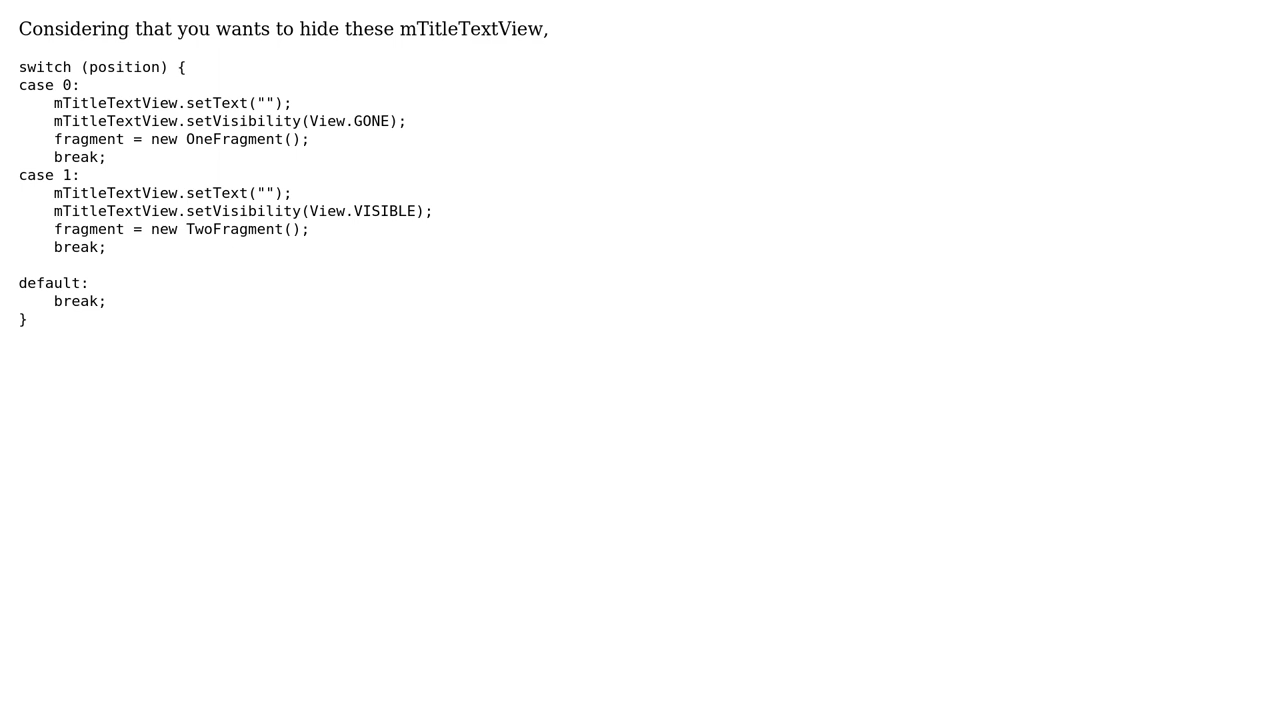 Considering that you wants to hide these mTitleTextView,
switch (position) {
case 0:
    mTitleTextView.setText("");
    mTitleTextView.setVisibility(View.GONE);
    fragment = new OneFragment();
    break;
case 1:
    mTitleTextView.setText("");
    mTitleTextView.setVisibility(View.VISIBLE);
    fragment = new TwoFragment();
    break;

default:
    break;
}